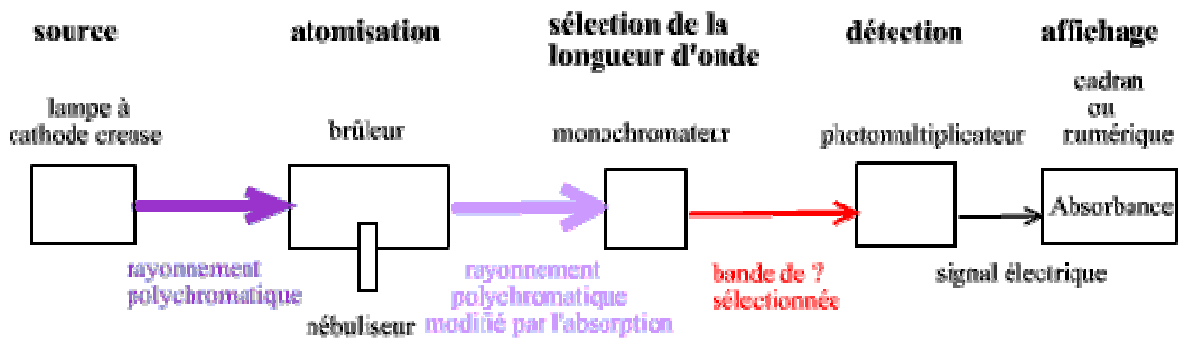 source
atomisation
sélection de la
longueur d'onde
détection
affichage
lampe à
cathode creuse
brûleur
monochromateur
photomultiplicateur
cadran
ou
numérique
Absorbance
rayonnement
polychromatique
nébuliseur
rayonnement
polychromatique
modifié par l'absorption
bande de ?
sélectionnée
signal électrique